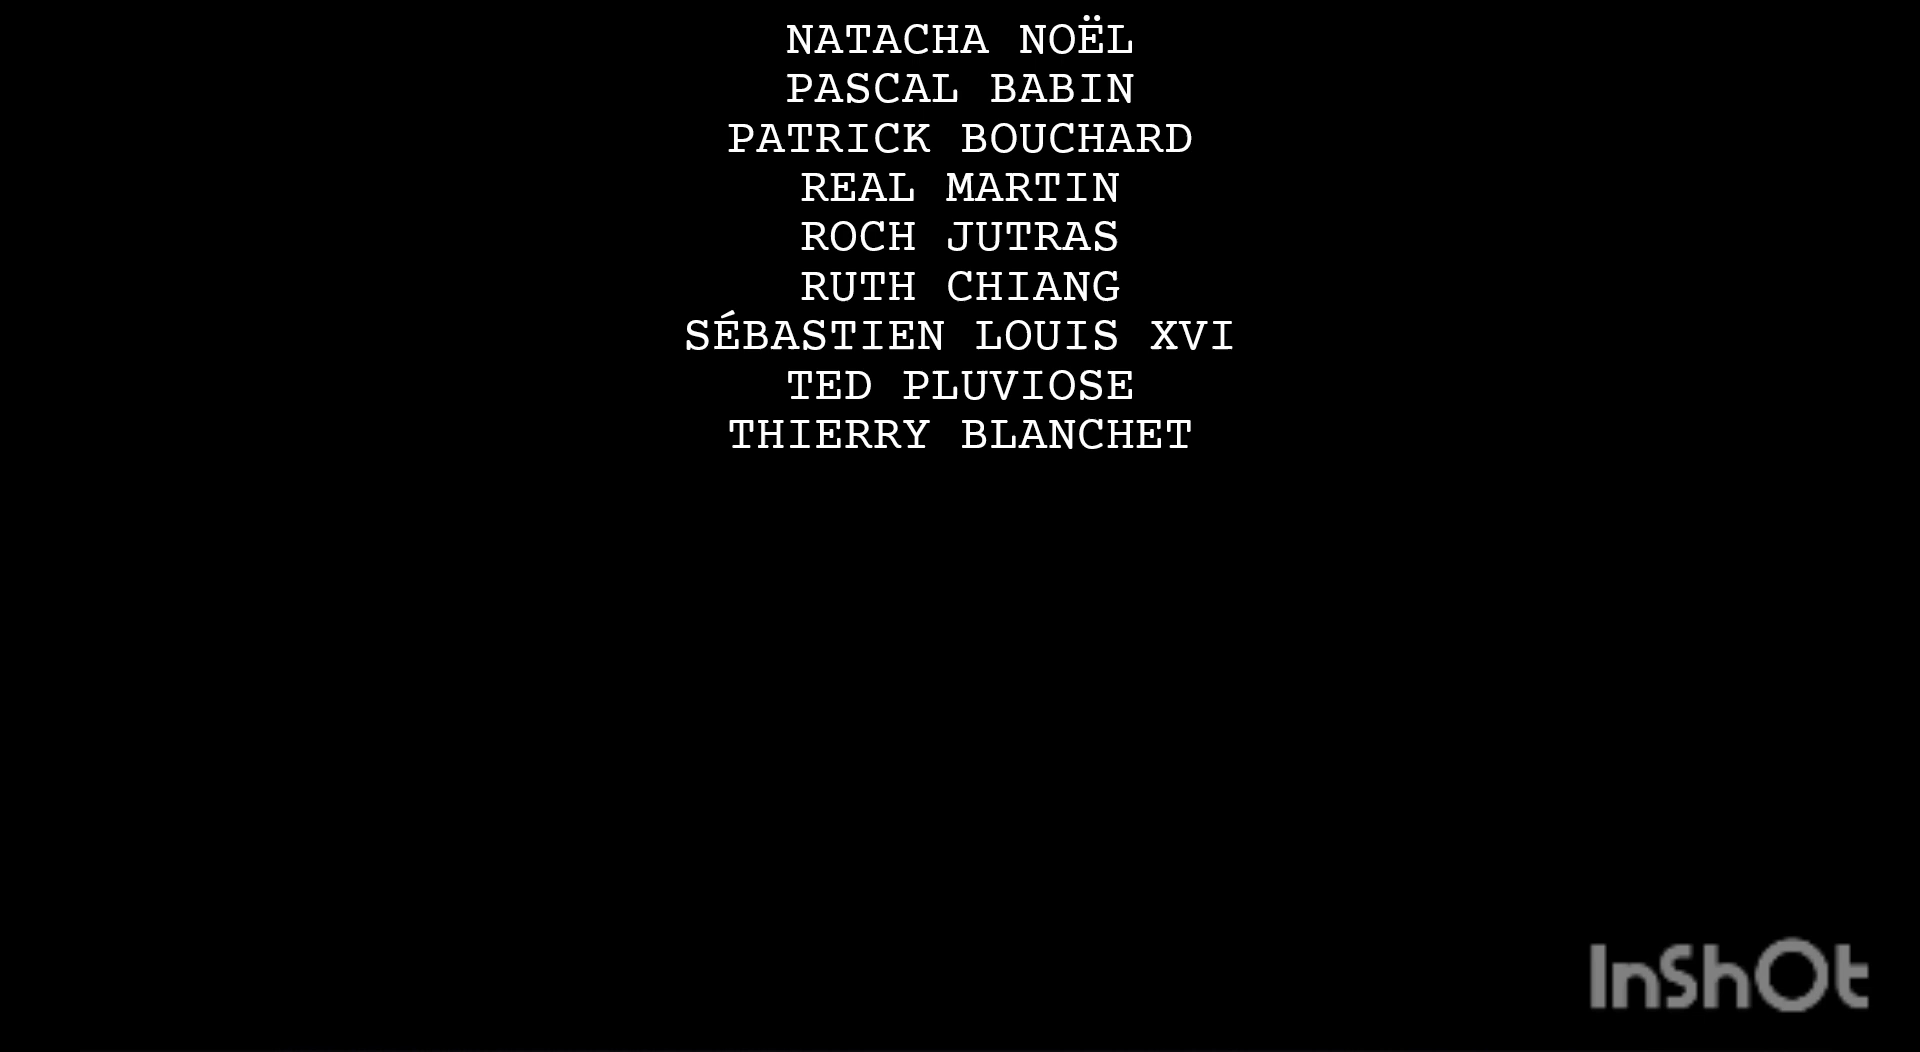 NATACHA NOËL
PASCAL BABIN
PATRICK BOUCHARD
REAL MARTIN
ROCH JUTRAS
RUTH CHIANG
SÉBASTIEN LOUIS XVI
TED PLUVIOSE
THIERRY BLANCHET
InShOt